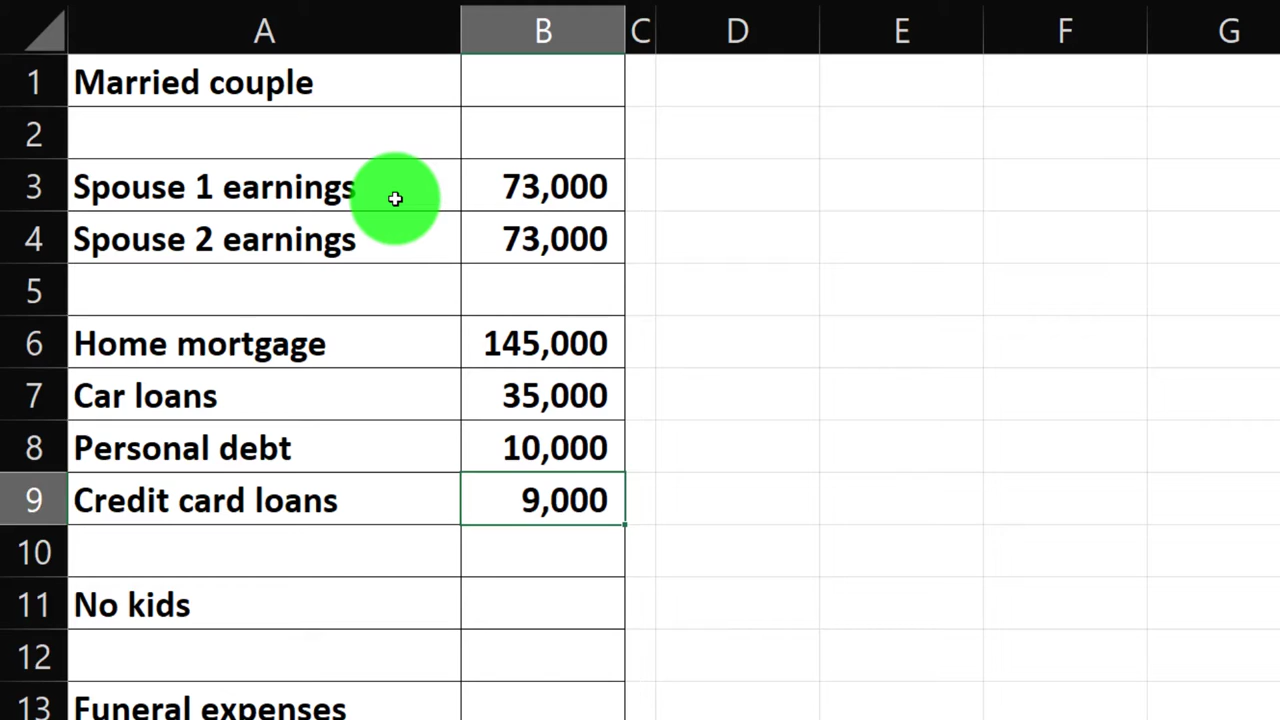 A B C D E F G
1 Married couple
2
3 Spouse 1 earnings 73,000
4 Spouse 2 earnings 73,000
5
6 Home mortgage 145,000
7 Car loans 35,000
8 Personal debt 10,000
9 Credit card loans 9,000
10
11 No kids
12
13 Funeral expenses